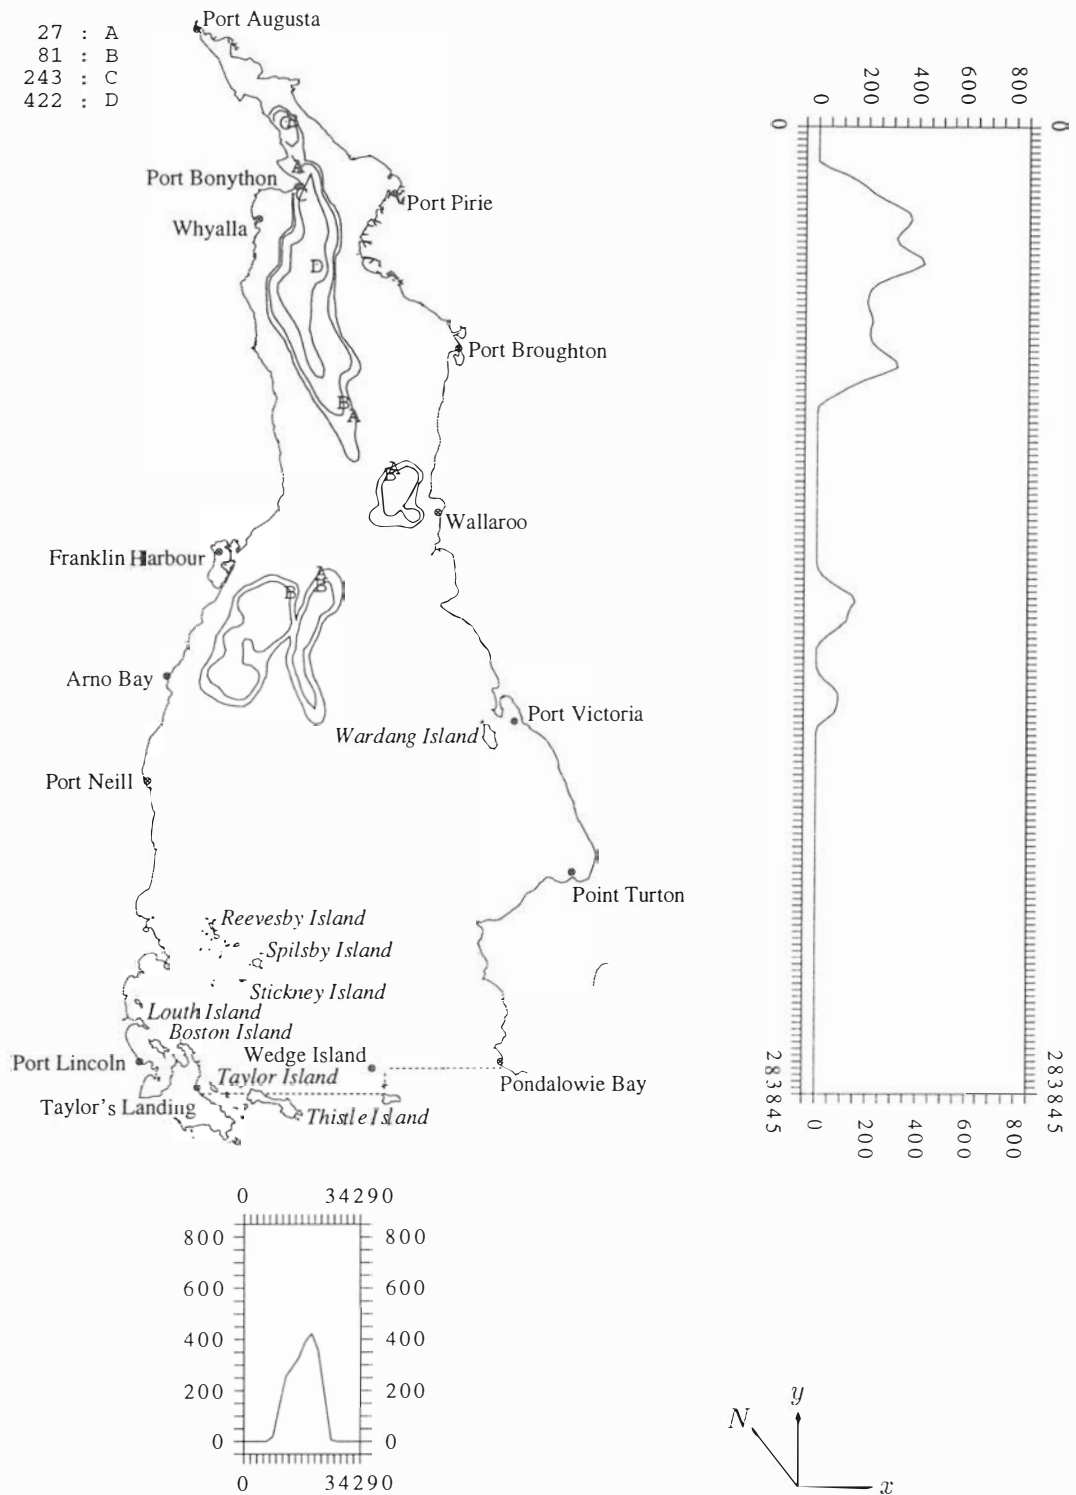 Port Augusta
27 : A
81 : B
243 : C
422 : D
C B
A
Port Bonython
C
Port Pirie
Whyalla
D
Port Broughton
B
A
A
B
Wallaroo
Franklin Harbour
A
B B
Arno Bay
Port Victoria
Wardang Island
Port Neill
Point Turton
Reevesby Island
Spilsby Island
Stickney Island
Louth Island
Boston Island
Port Lincoln
Wedge Island
Taylor Island
Pondalowie Bay
Taylor's Landing
Thistle Island
0 200 400 600 800
0 0
283845 283845
0 200 400 600 800
0 34290
800 800
600 600
400 400
200 200
0 0
0 34290
y
N
x